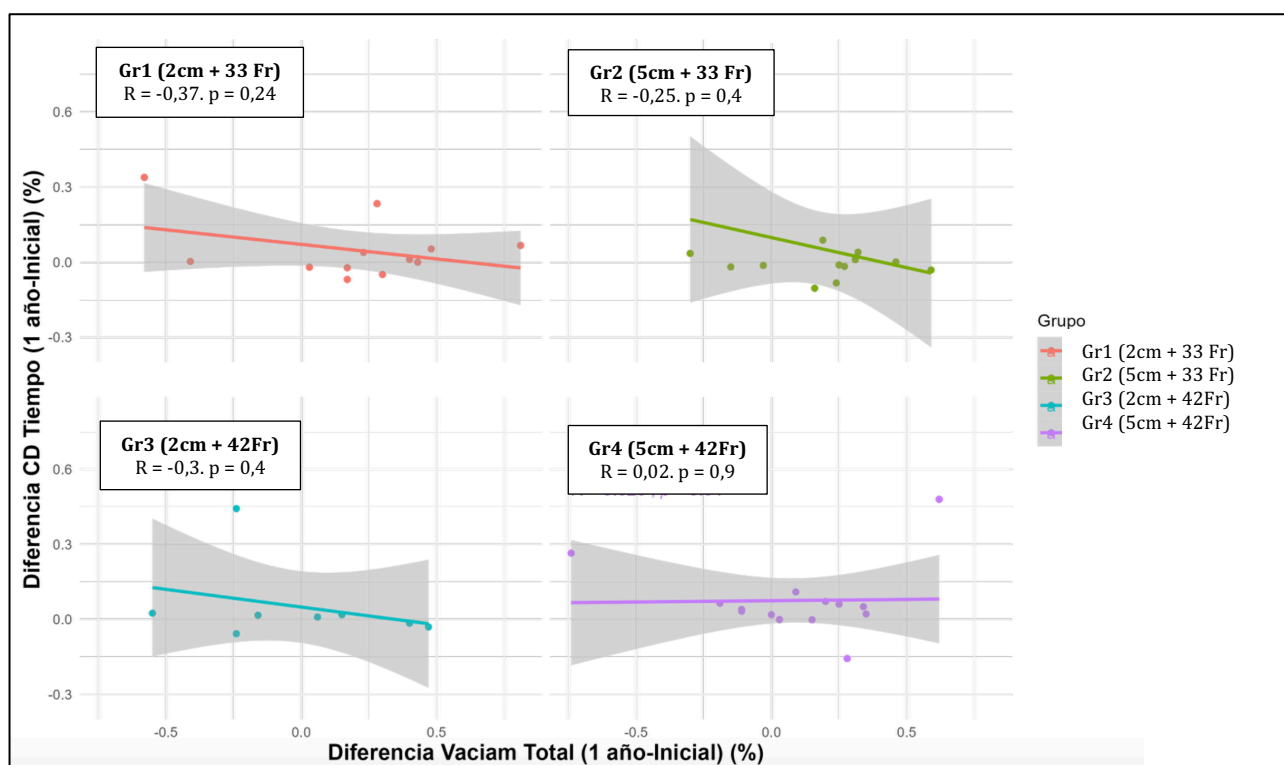 Gr1 (2cm + 33 Fr)
R = -0,37. p = 0,24
Gr2 (5cm + 33 Fr)
R = -0,25. p = 0,4
0.6
0.3
0.0
-0.3
Diferencia CD Tiempo (1 año-Inicial) (%)
Grupo
Gr1 (2cm + 33 Fr)
Gr2 (5cm + 33 Fr)
Gr3 (2cm + 42Fr)
Gr4 (5cm + 42Fr)
Gr3 (2cm + 42Fr)
R = -0,3. p = 0,4
Gr4 (5cm + 42Fr)
R = 0,02. p = 0,9
0.6
0.3
0.0
-0.3
-0.5 0.0 0.5 -0.5 0.0 0.5
Diferencia Vaciam Total (1 año-Inicial) (%)